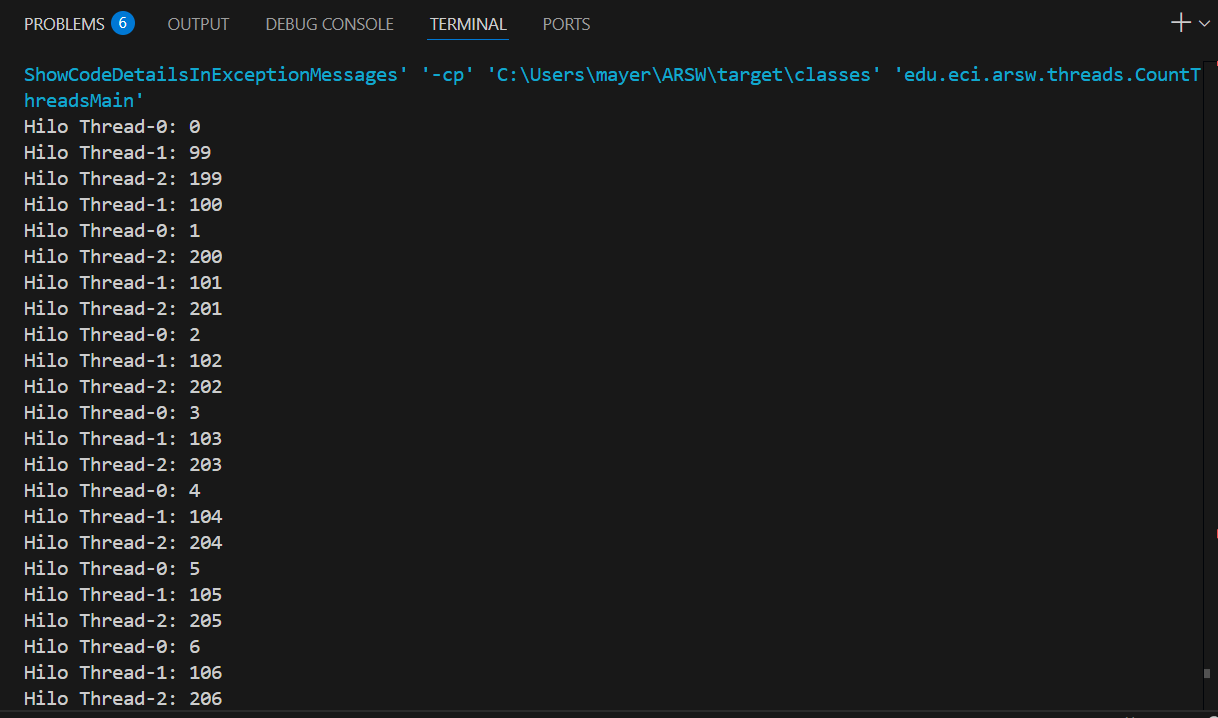 PROBLEMS 6 OUTPUT DEBUG CONSOLE TERMINAL PORTS
ShowCodeDetailsInExceptionMessages' '-cp' 'C:\Users\mayer\ARSW\target\classes' 'edu.eci.arsw.threads.CountT
hreadsMain'
Hilo Thread-0: 0
Hilo Thread-1: 99
Hilo Thread-2: 199
Hilo Thread-1: 100
Hilo Thread-0: 1
Hilo Thread-2: 200
Hilo Thread-1: 101
Hilo Thread-2: 201
Hilo Thread-0: 2
Hilo Thread-1: 102
Hilo Thread-2: 202
Hilo Thread-0: 3
Hilo Thread-1: 103
Hilo Thread-2: 203
Hilo Thread-0: 4
Hilo Thread-1: 104
Hilo Thread-2: 204
Hilo Thread-0: 5
Hilo Thread-1: 105
Hilo Thread-2: 205
Hilo Thread-0: 6
Hilo Thread-1: 106
Hilo Thread-2: 206